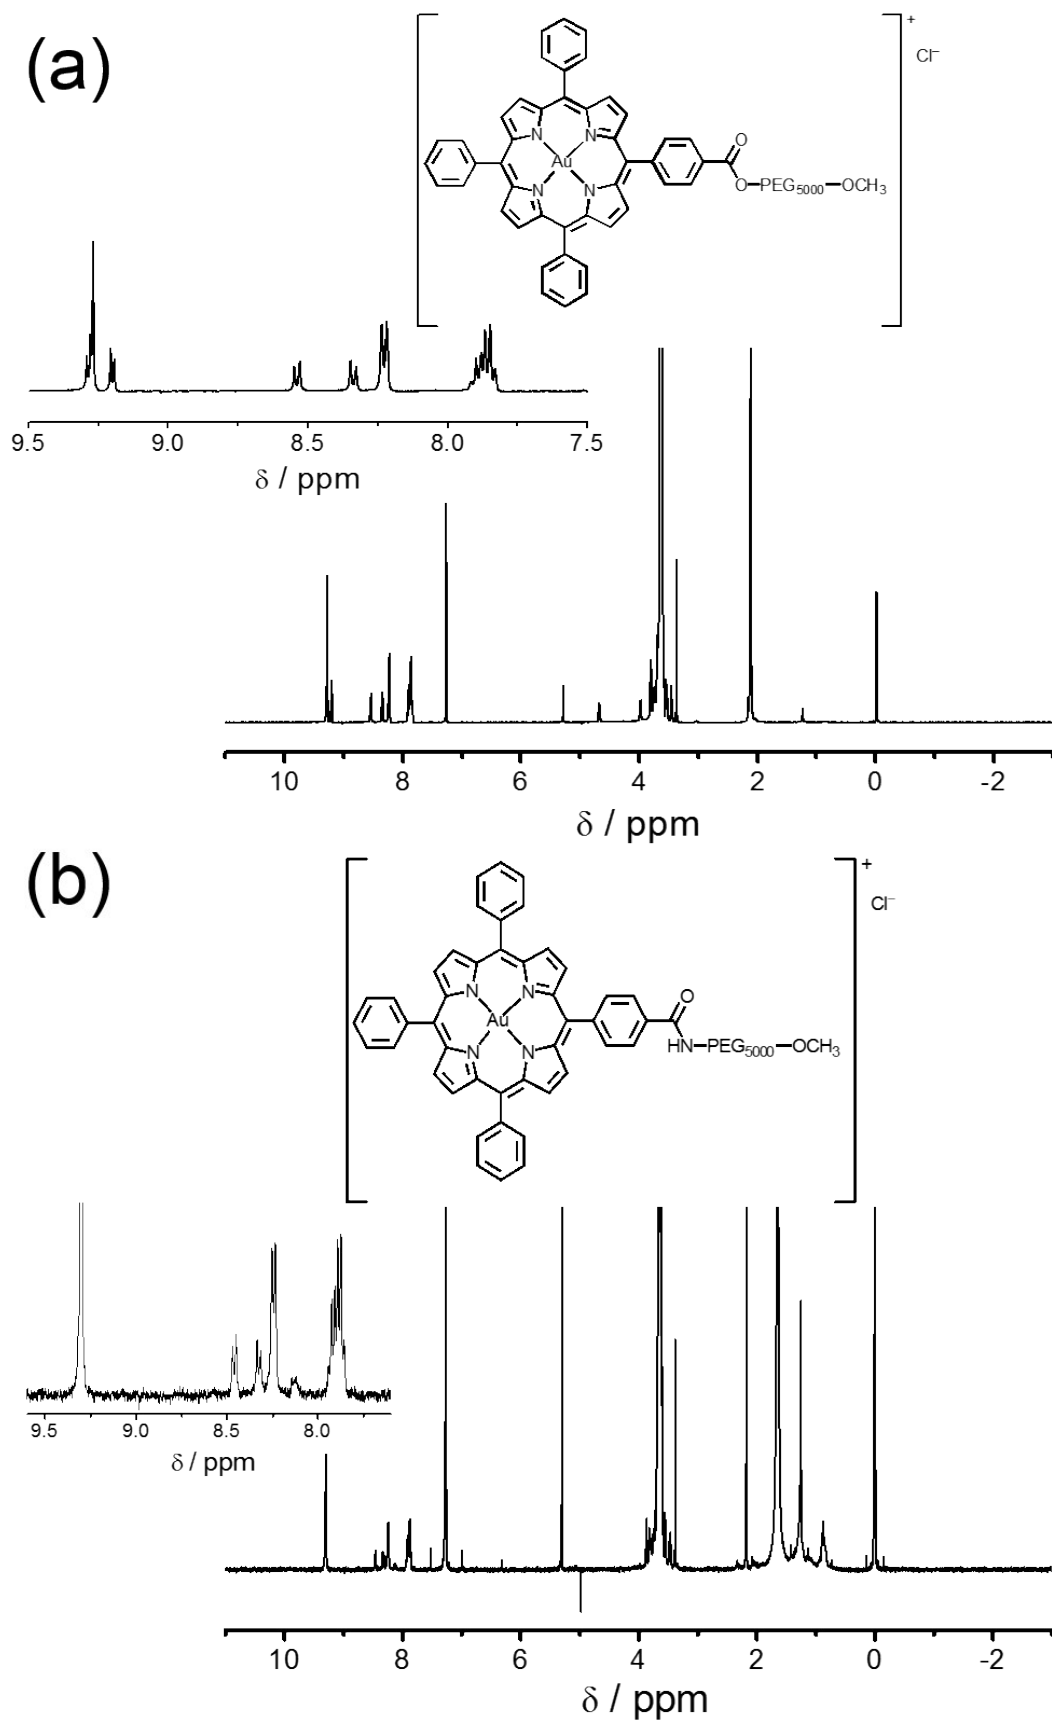 (a)
+
Cl⁻
N N
Au
N N
O
O–PEG₅₀₀₀–OCH₃
9.5 9.0 8.5 8.0 7.5
δ / ppm
10 8 6 4 2 0 -2
δ / ppm
(b)
+
Cl⁻
N N
Au
N N
O
HN–PEG₅₀₀₀–OCH₃
9.5 9.0 8.5 8.0
δ / ppm
10 8 6 4 2 0 -2
δ / ppm